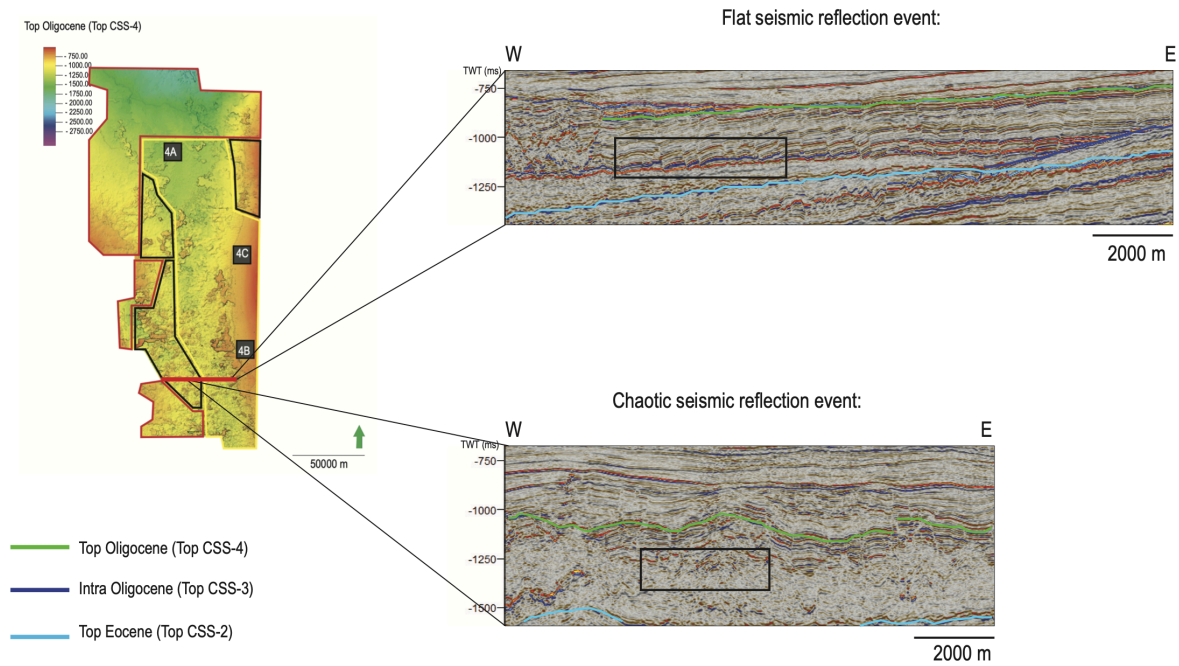 Top Oligocene (Top CSS-4)
- 750.00
- 1000.00
- 1250.00
- 1500.00
- 1750.00
- 2000.00
- 2250.00
- 2500.00
- 2750.00
4A
4C
4B
50000 m
Flat seismic reflection event:
W
E
TWT (ms)
-750
-1000
-1250
2000 m
Chaotic seismic reflection event:
W
E
TWT (ms)
-750
-1000
-1250
-1500
2000 m
Top Oligocene (Top CSS-4)
Intra Oligocene (Top CSS-3)
Top Eocene (Top CSS-2)